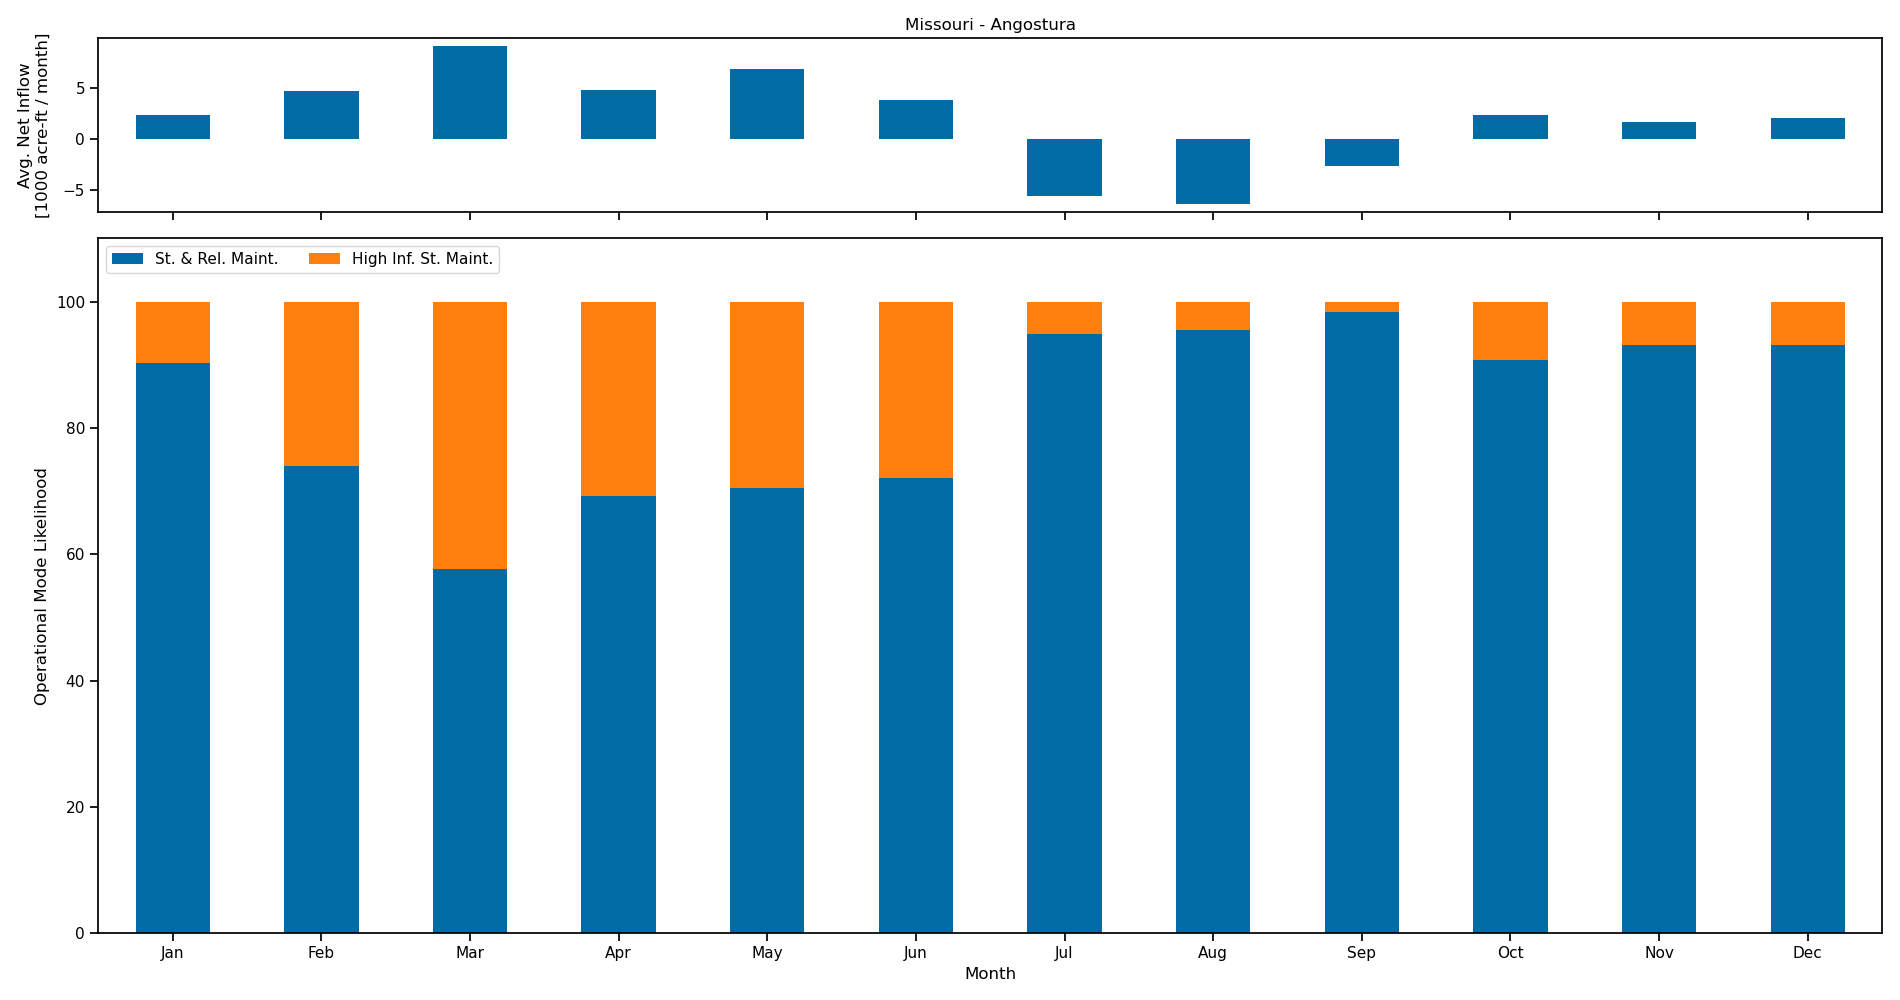 Missouri - Angostura
Avg. Net Inflow
[1000 acre-ft / month]
5
0
−5
St. & Rel. Maint.
High Inf. St. Maint.
Operational Mode Likelihood
100
80
60
40
20
0
Jan Feb Mar Apr May Jun Jul Aug Sep Oct Nov Dec
Month